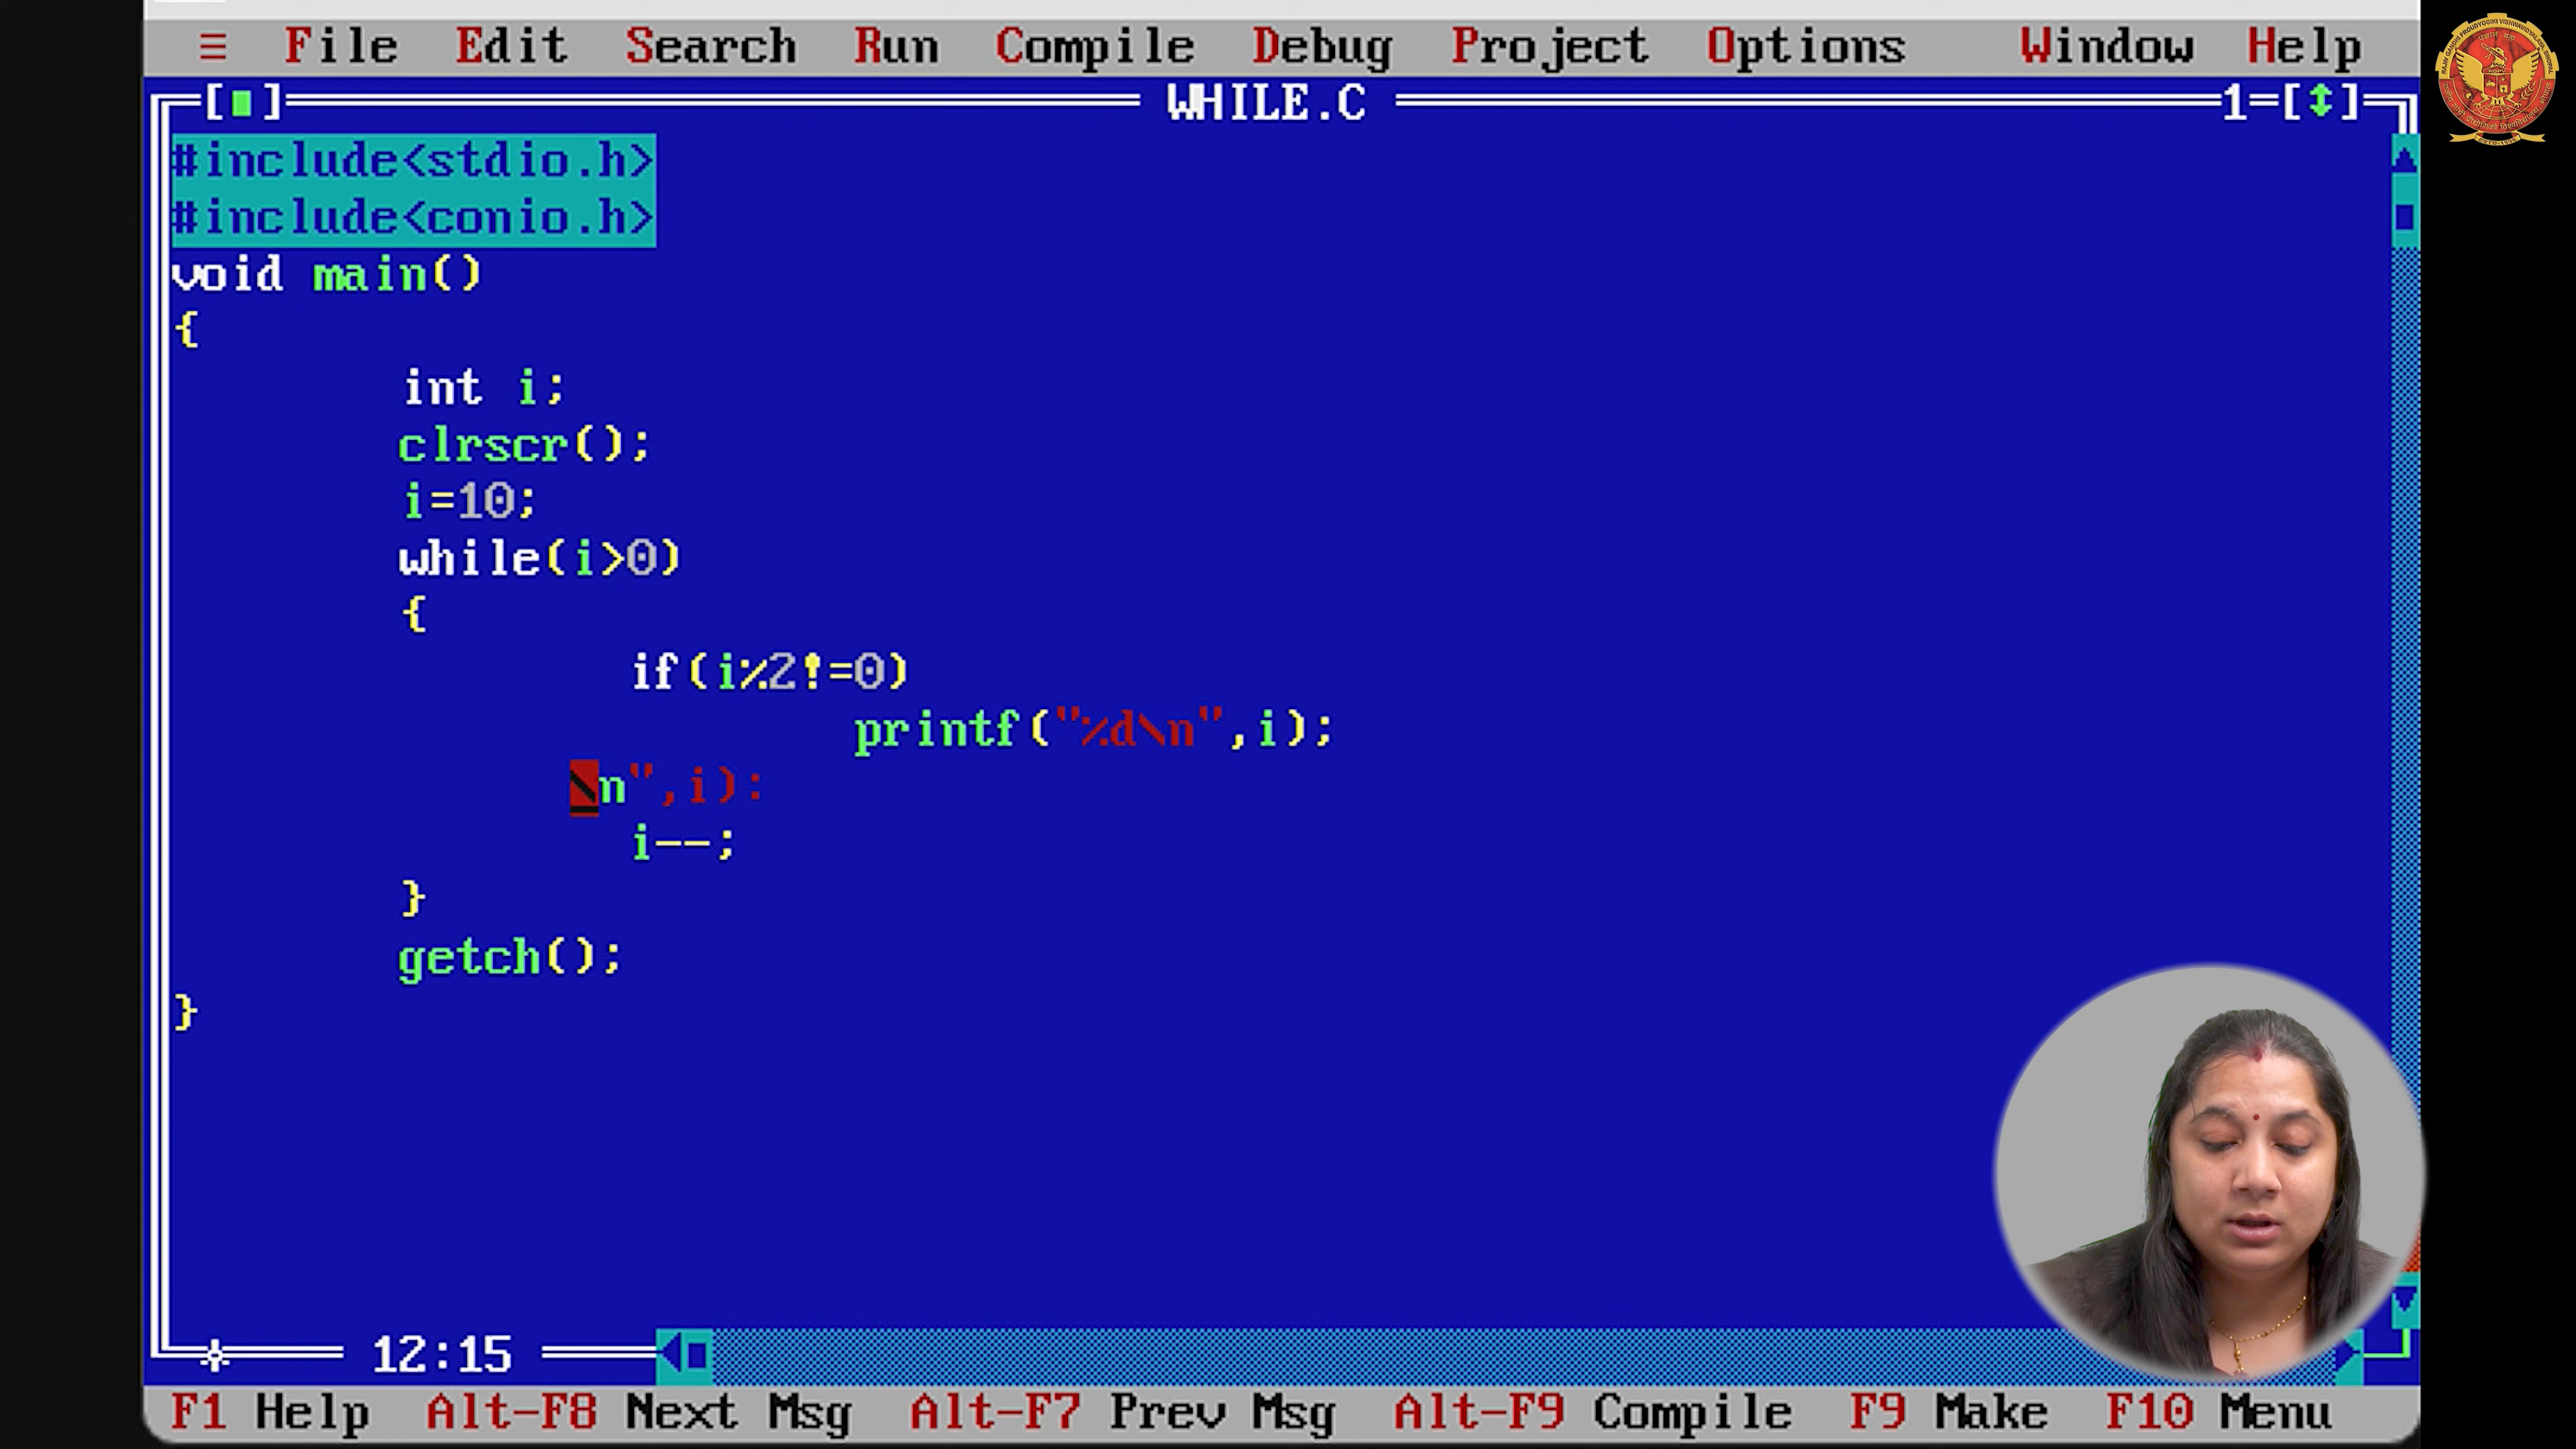 ≡ File Edit Search Run Compile Debug Project Options Window Help
[■] WHILE.C 1=[↕]
#include<stdio.h>
#include<conio.h>
void main()
{
int i;
clrscr();
i=10;
while(i>0)
{
if(i%2!=0)
printf("%d\n",i);
\n",i):
i--;
}
getch();
}
12:15
F1 Help Alt-F8 Next Msg Alt-F7 Prev Msg Alt-F9 Compile F9 Make F10 Menu